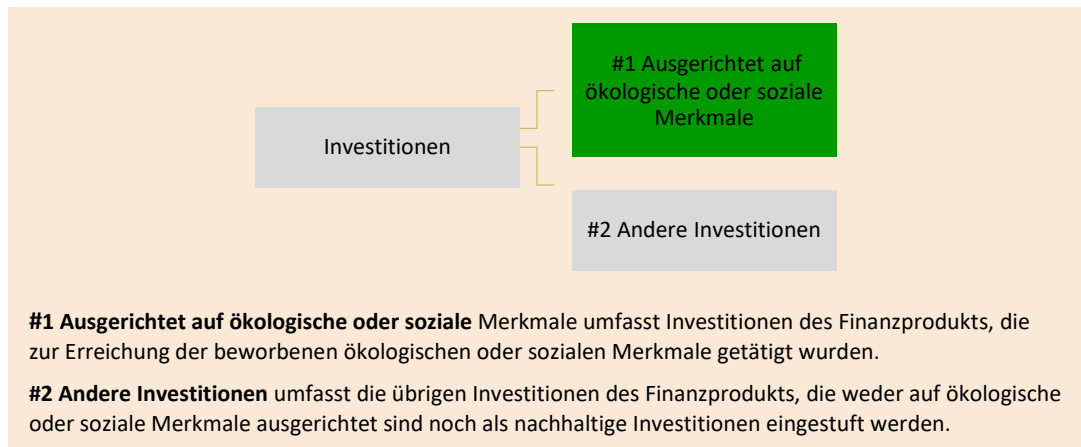 #1 Ausgerichtet auf
ökologische oder soziale
Merkmale
Investitionen
#2 Andere Investitionen
#1 Ausgerichtet auf ökologische oder soziale Merkmale umfasst Investitionen des Finanzprodukts, die
zur Erreichung der beworbenen ökologischen oder sozialen Merkmale getätigt wurden.
#2 Andere Investitionen umfasst die übrigen Investitionen des Finanzprodukts, die weder auf ökologische
oder soziale Merkmale ausgerichtet sind noch als nachhaltige Investitionen eingestuft werden.